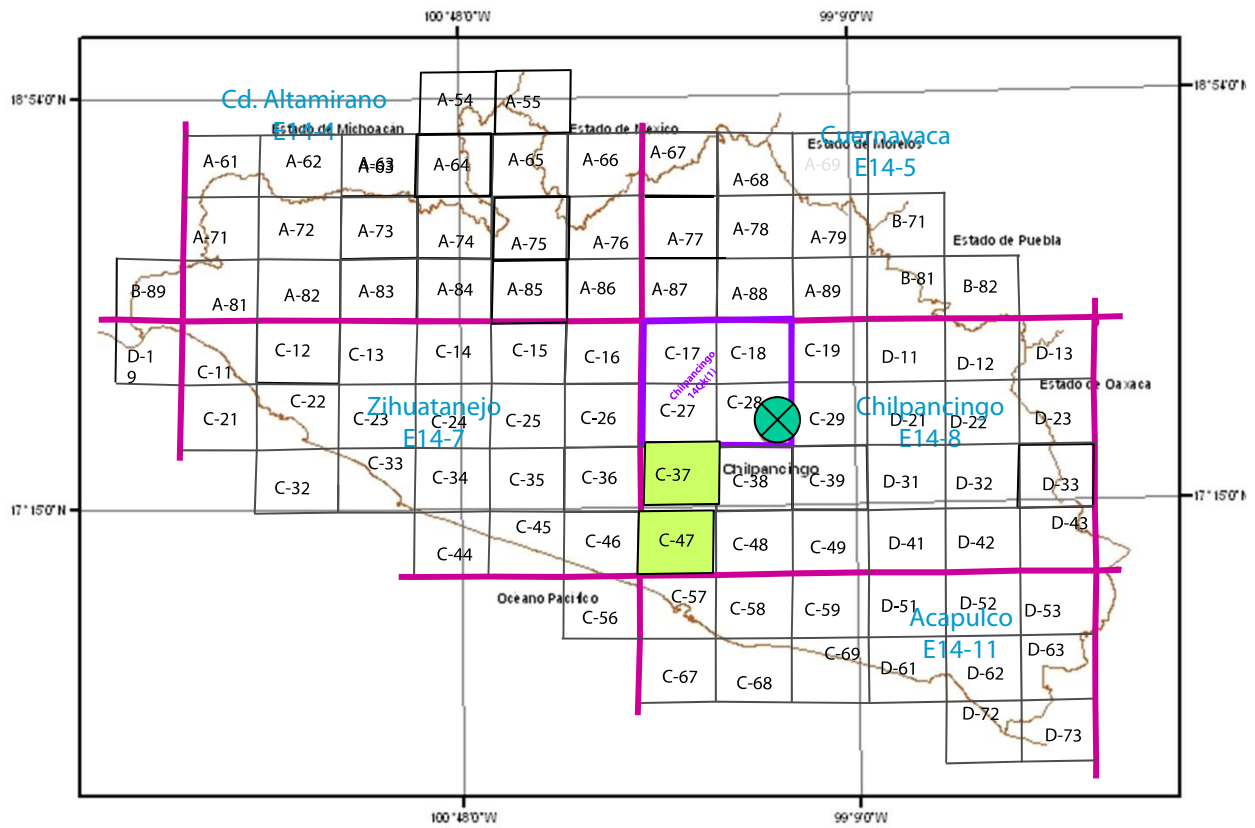 100°48'0"W
99°9'0"W
18°54'0"N
18°54'0"N
A-54
A-55
Cd. Altamirano
E14-4
Estado de Michoacán
Estado de Mexico
Cuernavaca
E14-5
Estado de Morelos
A-61
A-62
A-63
A-63
A-64
A-65
A-66
A-67
A-68
A-69
A-71
A-72
A-73
A-74
A-75
A-76
A-77
A-78
A-79
B-71
Estado de Puebla
B-89
A-81
A-82
A-83
A-84
A-85
A-86
A-87
A-88
A-89
B-81
B-82
D-1
9
C-11
C-12
C-13
C-14
C-15
C-16
C-17
C-18
C-19
D-11
D-12
D-13
Chilpancingo
14Qk(1)
Estado de Oaxaca
C-21
C-22
C-23
C-24
C-25
C-26
C-27
C-28
C-29
D-21
D-22
D-23
Zihuatanejo
E14-7
Chilpancingo
E14-8
C-32
C-33
C-34
C-35
C-36
C-37
Chilpancingo
C-38
C-39
D-31
D-32
D-33
17°15'0"N
17°15'0"N
C-44
C-45
C-46
C-47
C-48
C-49
D-41
D-42
D-43
Oceano Pacifico
C-56
C-57
C-58
C-59
D-51
D-52
D-53
Acapulco
E14-11
C-67
C-68
C-69
D-61
D-62
D-63
D-72
D-73
100°48'0"W
99°9'0"W